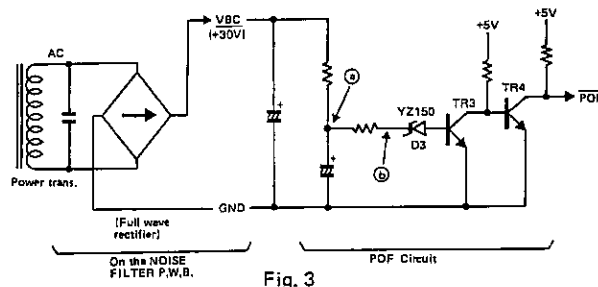 AC
VBC
(+30V)
+5V
+5V
+
ⓐ
YZ150
TR3
TR4
POF
ⓑ
D3
+
Power trans.
GND
(Full wave
rectifier)
On the NOISE
FILTER P.W.B.
POF Circuit
Fig. 3